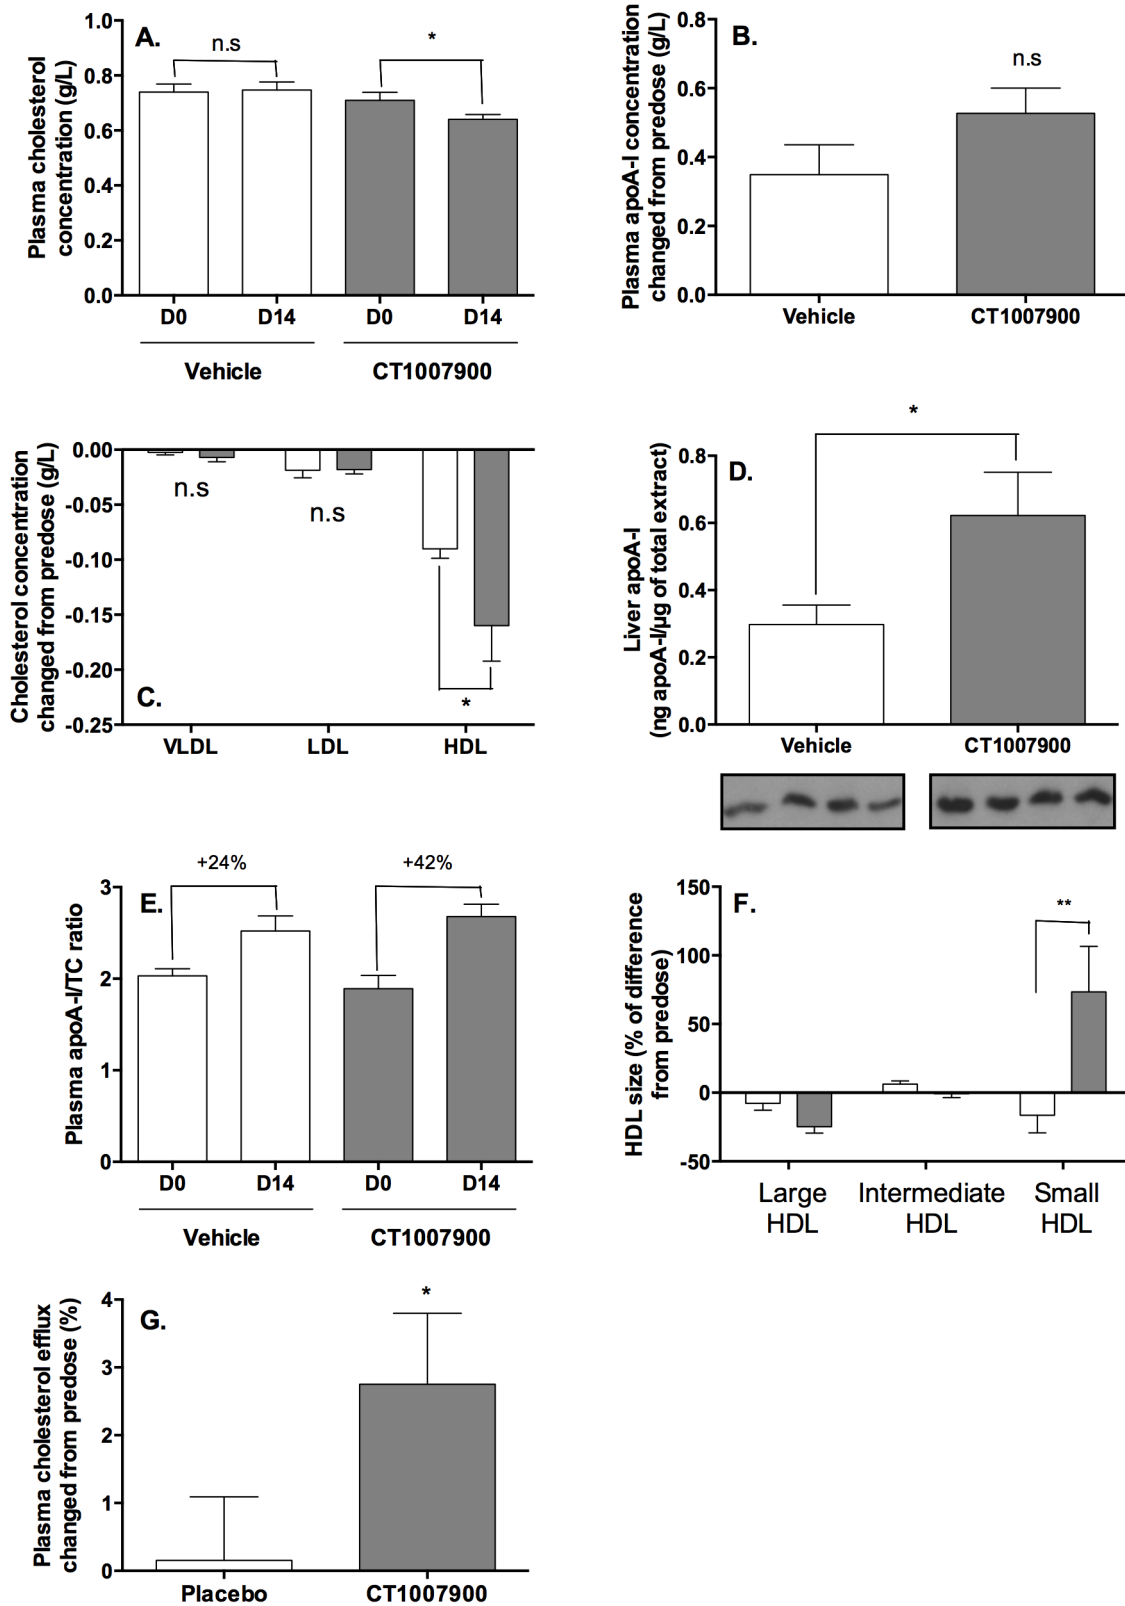 A.
Plasma cholesterol
concentration (g/L)
1.0
0.8
0.6
0.4
0.2
0.0
n.s
*
D0 D14 D0 D14
Vehicle CT1007900
B.
Plasma apoA-I concentration
changed from predose (g/L)
0.8
0.6
0.4
0.2
0.0
n.s
Vehicle CT1007900
C.
Cholesterol concentration
changed from predose (g/L)
0.00
-0.05
-0.10
-0.15
-0.20
-0.25
n.s
n.s
*
VLDL LDL HDL
D.
Liver apoA-I
(ng apoA-I/µg of total extract)
0.8
0.6
0.4
0.2
0.0
*
Vehicle CT1007900
E.
Plasma apoA-I/TC ratio
3
2
1
0
+24% +42%
D0 D14 D0 D14
Vehicle CT1007900
F.
HDL size (% of difference
from predose)
150
100
50
0
-50
**
Large Intermediate Small
HDL HDL HDL
G.
Plasma cholesterol efflux
changed from predose (%)
4
3
2
1
0
*
Placebo CT1007900